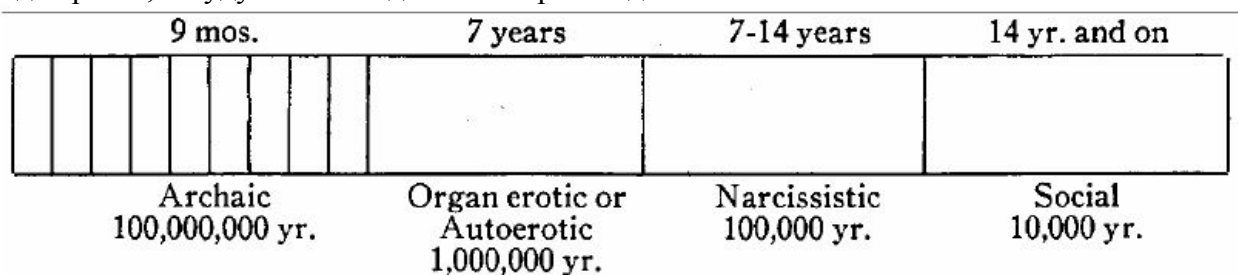 9 mos. 7 years 7-14 years 14 yr. and on
Archaic Organ erotic or Narcissistic Social
100,000,000 yr. Autoerotic 100,000 yr. 10,000 yr.
1,000,000 yr.